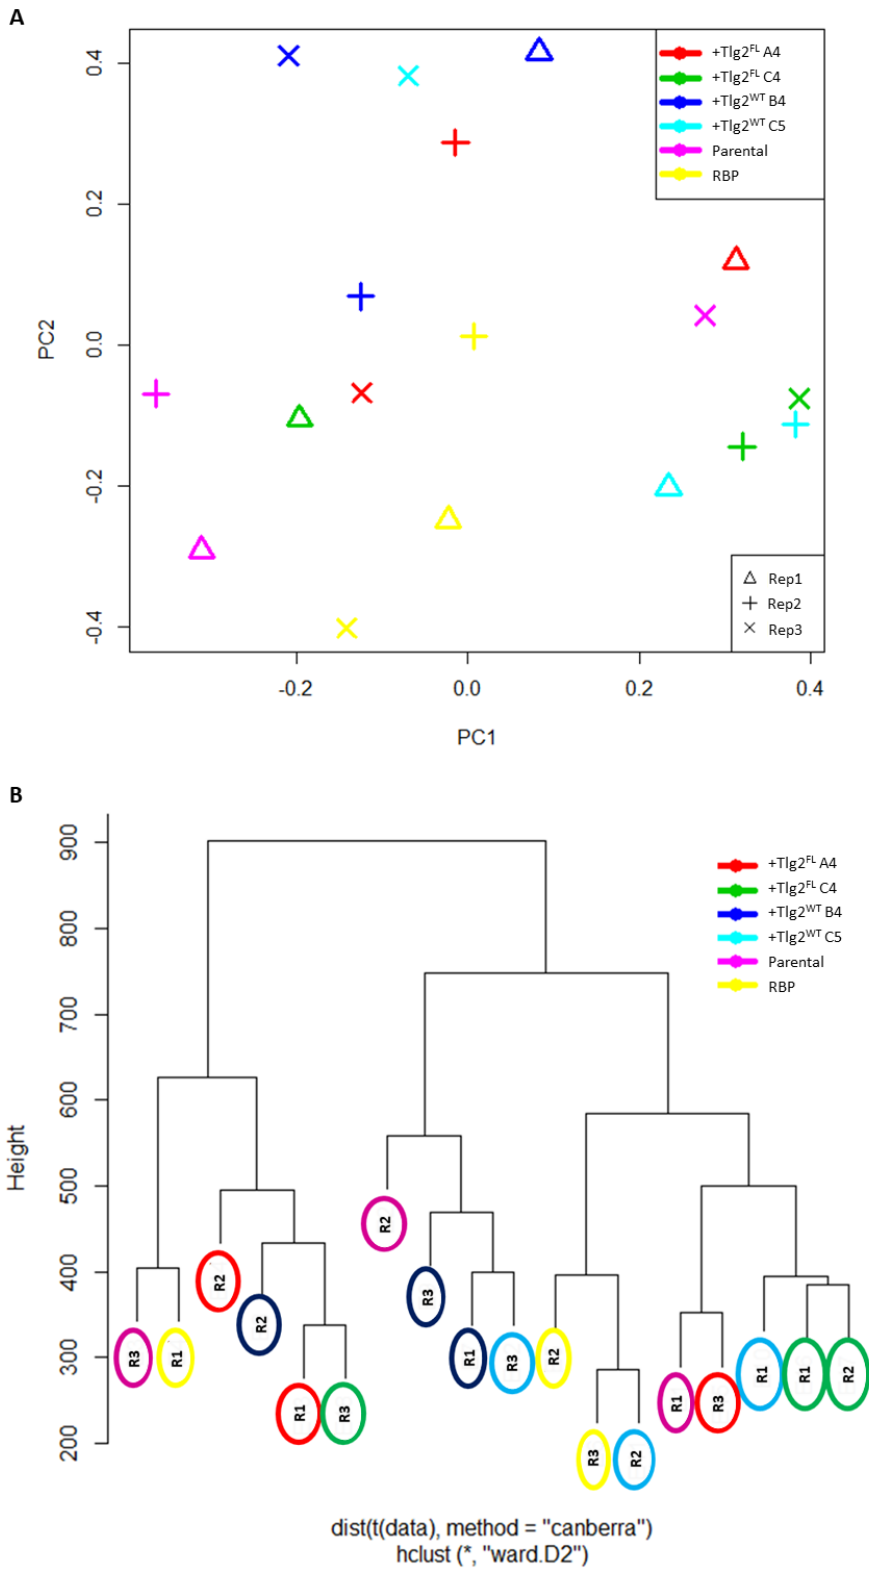 A
PC2
0.4
0.2
0.0
-0.2
-0.4
+Tlg2FL A4
+Tlg2FL C4
+Tlg2WT B4
+Tlg2WT C5
Parental
RBP
Rep1
Rep2
Rep3
-0.2 0.0 0.2 0.4
PC1
B
Height
900
800
700
600
500
400
300
200
+Tlg2FL A4
+Tlg2FL C4
+Tlg2WT B4
+Tlg2WT C5
Parental
RBP
R3
R1
R2
R2
R1
R3
R2
R3
R1
R3
R2
R3
R2
R1
R3
R1
R1
R2
dist(t(data), method = "canberra")
hclust (*, "ward.D2")